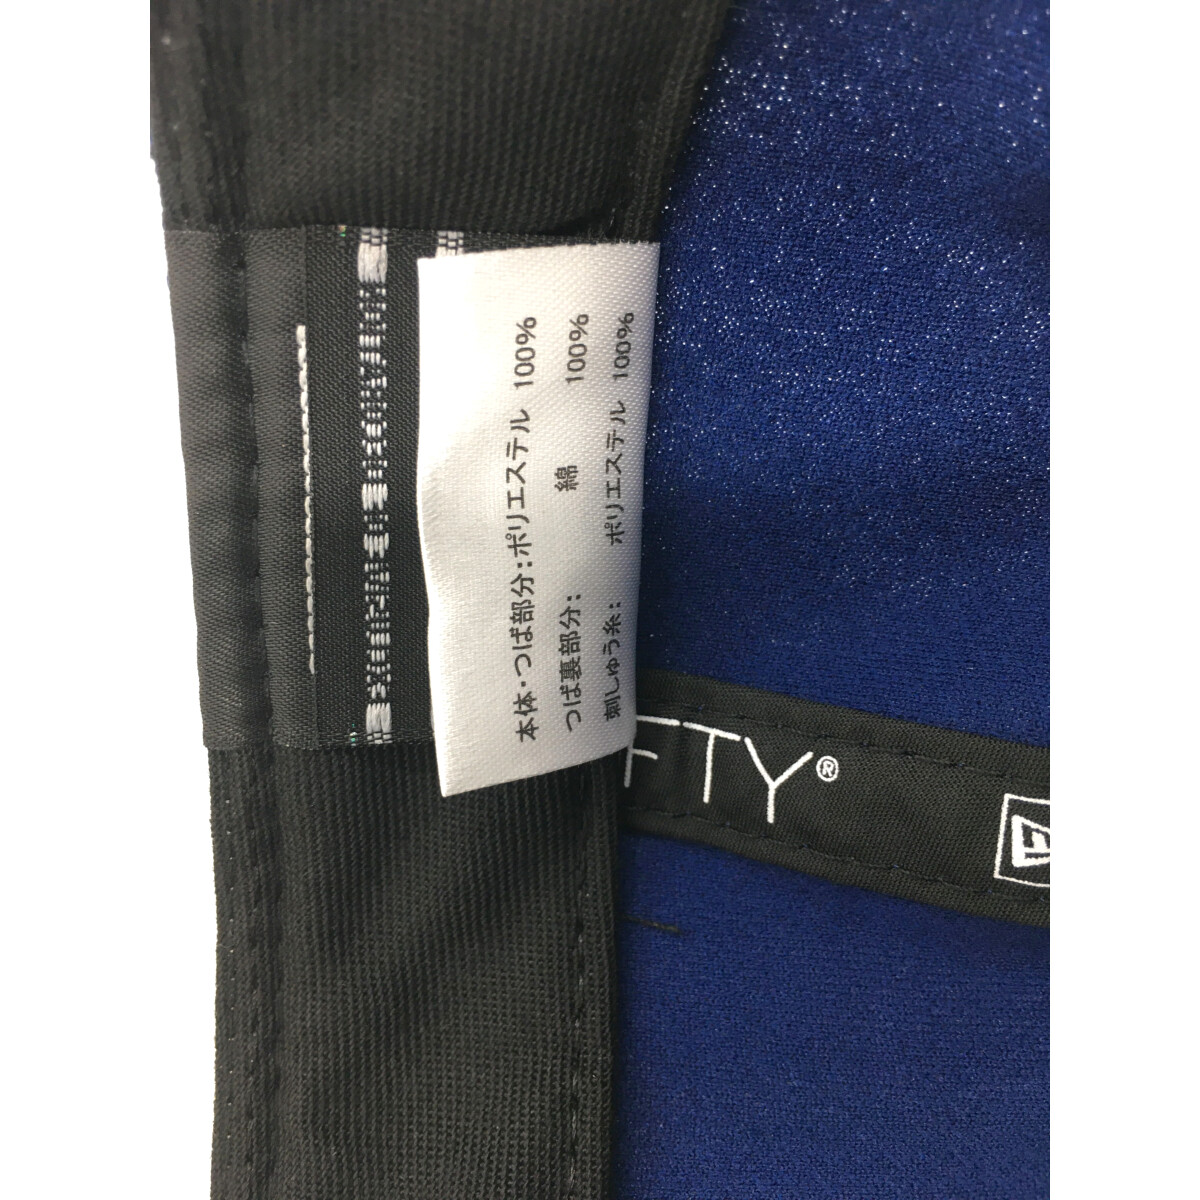 本体・つば部分：ポリエステル 100%
つば裏部分： 綿 100%
刺しゅう糸： ポリエステル 100%
FTY®